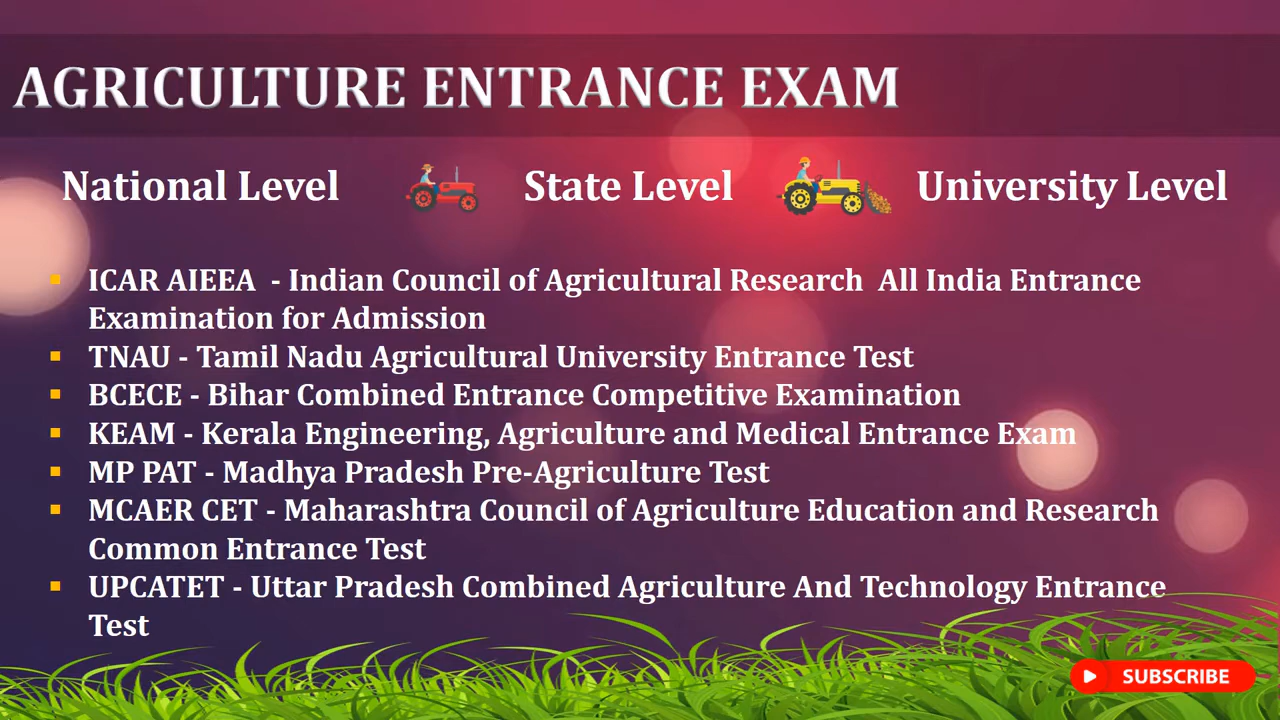 AGRICULTURE ENTRANCE EXAM
National Level State Level University Level
▪ ICAR AIEEA - Indian Council of Agricultural Research All India Entrance
Examination for Admission
▪ TNAU - Tamil Nadu Agricultural University Entrance Test
▪ BCECE - Bihar Combined Entrance Competitive Examination
▪ KEAM - Kerala Engineering, Agriculture and Medical Entrance Exam
▪ MP PAT - Madhya Pradesh Pre-Agriculture Test
▪ MCAER CET - Maharashtra Council of Agriculture Education and Research
Common Entrance Test
▪ UPCATET - Uttar Pradesh Combined Agriculture And Technology Entrance
Test
SUBSCRIBE